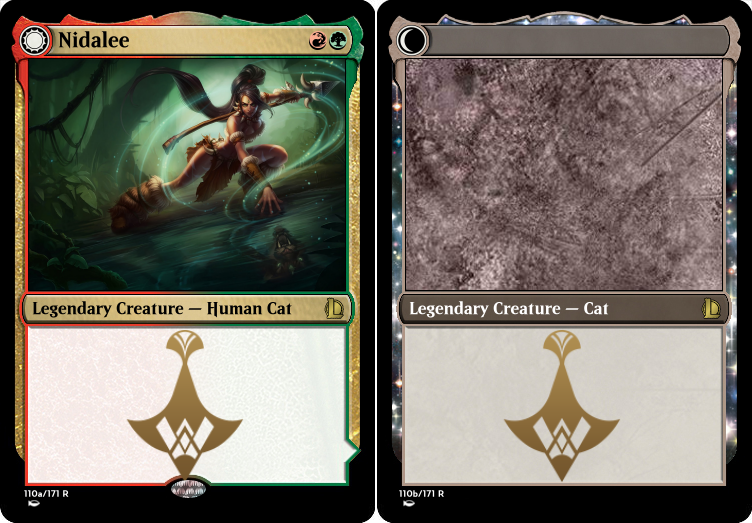 Nidalee
Legendary Creature — Human Cat
110a/171 R
Legendary Creature — Cat
110b/171 R